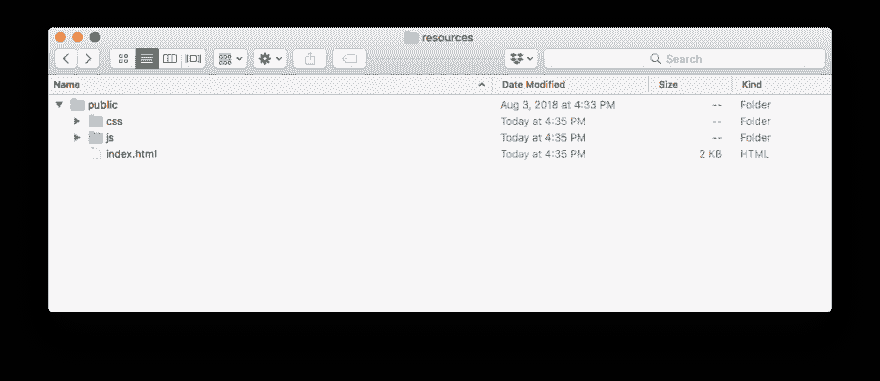 resources
Search
Name Date Modified Size Kind
public Aug 3, 2018 at 4:33 PM -- Folder
css Today at 4:35 PM -- Folder
js Today at 4:35 PM -- Folder
index.html Today at 4:35 PM 2 KB HTML